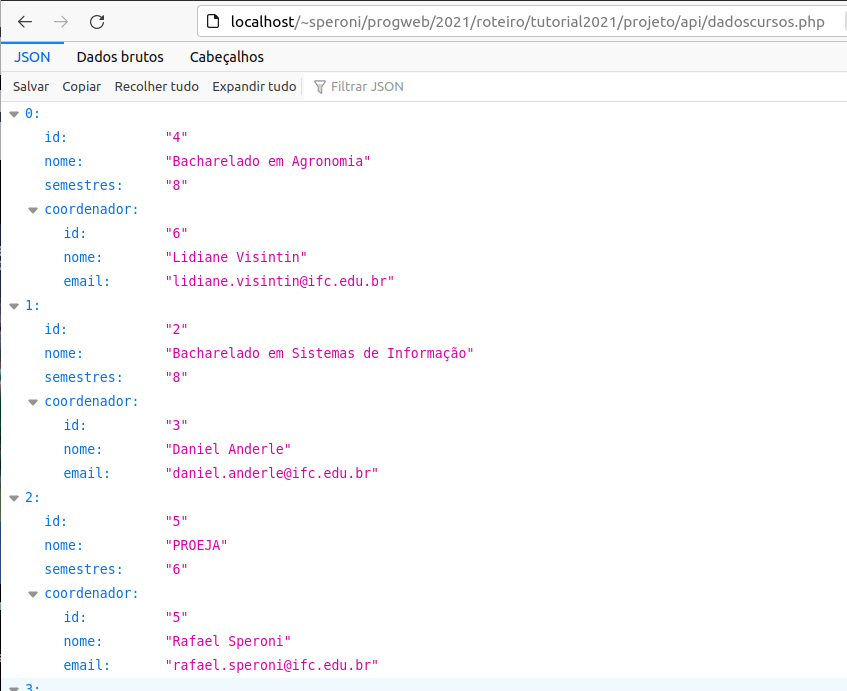 localhost/~speroni/progweb/2021/roteiro/tutorial2021/projeto/api/dadoscursos.php
JSON Dados brutos Cabeçalhos
Salvar Copiar Recolher tudo Expandir tudo Filtrar JSON
0:
id: "4"
nome: "Bacharelado em Agronomia"
semestres: "8"
coordenador:
id: "6"
nome: "Lidiane Visintin"
email: "lidiane.visintin@ifc.edu.br"
1:
id: "2"
nome: "Bacharelado em Sistemas de Informação"
semestres: "8"
coordenador:
id: "3"
nome: "Daniel Anderle"
email: "daniel.anderle@ifc.edu.br"
2:
id: "5"
nome: "PROEJA"
semestres: "6"
coordenador:
id: "5"
nome: "Rafael Speroni"
email: "rafael.speroni@ifc.edu.br"
3: